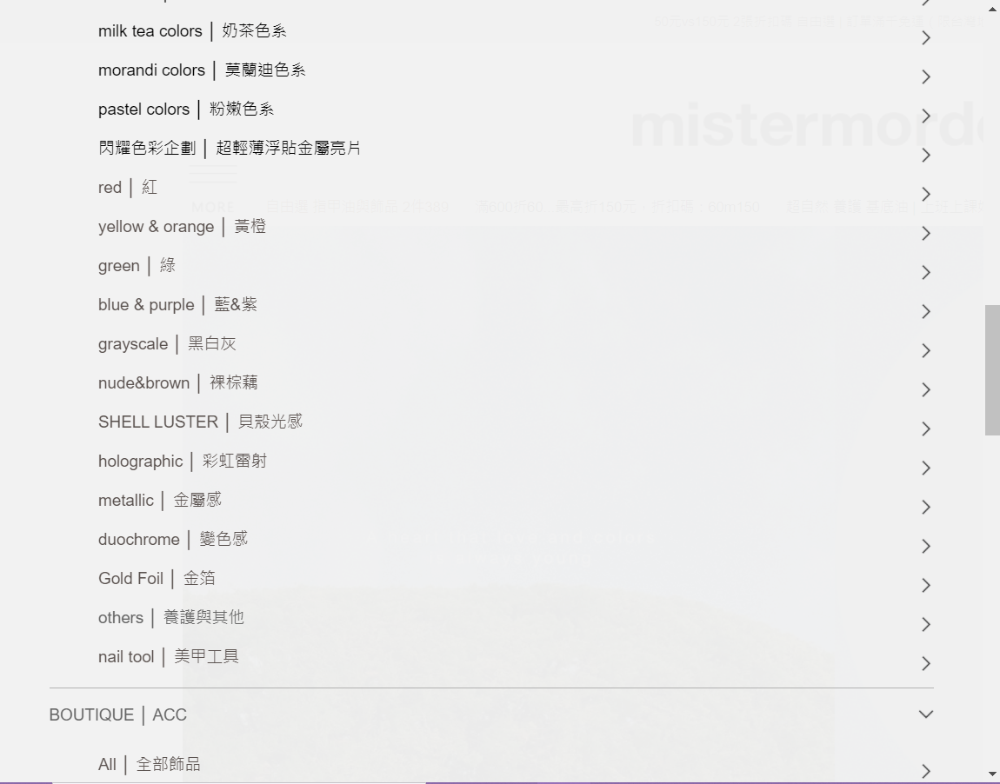 milk tea colors │ 奶茶色系
morandi colors │ 莫蘭迪色系
pastel colors │ 粉嫩色系
mistermord
閃耀色彩企劃 │ 超輕薄浮貼金屬亮片
red │ 紅
yellow & orange │ 黃橙
green │ 綠
blue & purple │ 藍&紫
grayscale │ 黑白灰
nude&brown │ 裸棕藕
SHELL LUSTER │ 貝殼光感
holographic │ 彩虹雷射
metallic │ 金屬感
duochrome │ 變色感
Gold Foil │ 金箔
others │ 養護與其他
nail tool │ 美甲工具
BOUTIQUE │ ACC
All │ 全部飾品